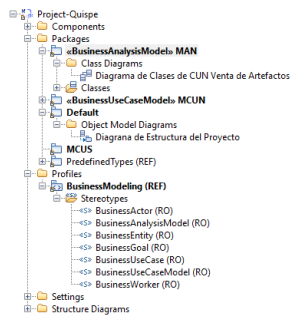 Project-Quispe
Components
Packages
«BusinessAnalysisModel» MAN
Class Diagrams
Diagrama de Clases de CUN Venta de Artefactos
Classes
«BusinessUseCaseModel» MCUN
Default
Object Model Diagrams
Diagrana de Estructura del Proyecto
MCUS
PredefinedTypes (REF)
Profiles
BusinessModeling (REF)
Stereotypes
«S» BusinessActor (RO)
«S» BusinessAnalysisModel (RO)
«S» BusinessEntity (RO)
«S» BusinessGoal (RO)
«S» BusinessUseCase (RO)
«S» BusinessUseCaseModel (RO)
«S» BusinessWorker (RO)
Settings
Structure Diagrams